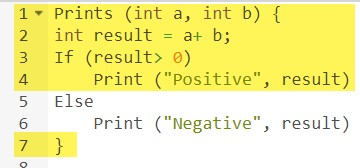 1 Prints (int a, int b) {
2 int result = a+ b;
3 If (result> 0)
4     Print ("Positive", result)
5 Else
6     Print ("Negative", result)
7 }